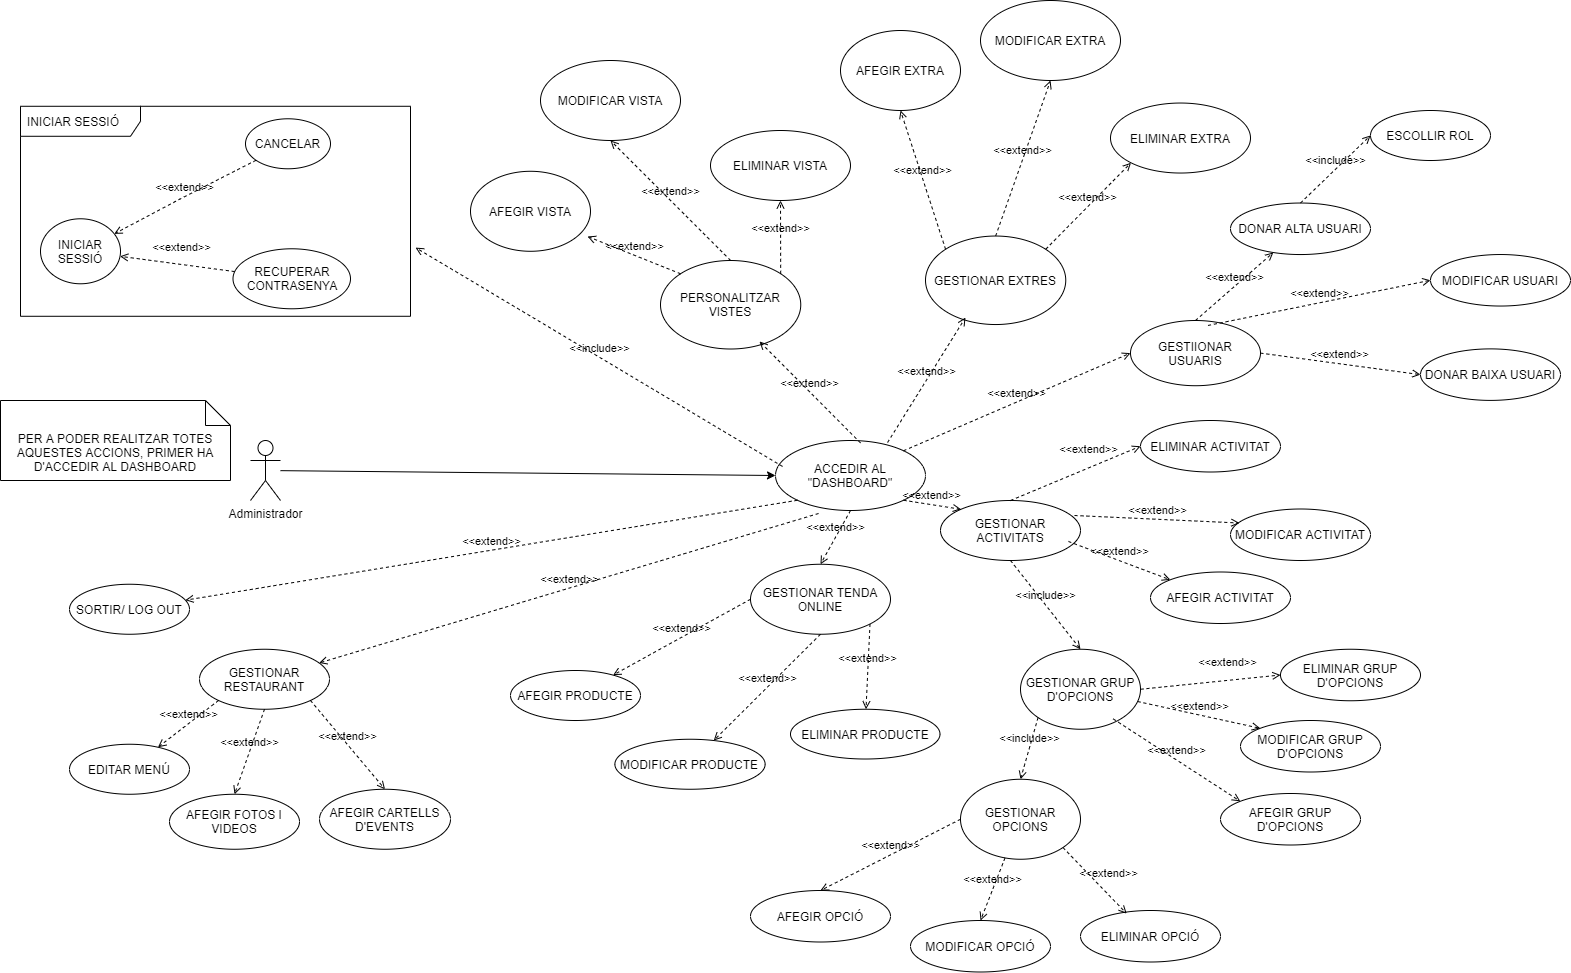 MODIFICAR EXTRA
AFEGIR EXTRA
MODIFICAR VISTA
INICIAR SESSIÓ
ESCOLLIR ROL
CANCELAR
ELIMINAR EXTRA
<<extend>>
<<include>>
ELIMINAR VISTA
<<extend>>
<<extend>>
<<extend>>
<<extend>>
AFEGIR VISTA
<<extend>>
<<extend>>
DONAR ALTA USUARI
INICIAR
SESSIÓ
<<extend>>
<<extend>>
RECUPERAR
CONTRASENYA
<<extend>>
GESTIONAR EXTRES
MODIFICAR USUARI
<<extend>>
PERSONALITZAR
VISTES
<<include>>
GESTIIONAR
USUARIS
<<extend>>
<<extend>>
<<extend>>
DONAR BAIXA USUARI
<<extend>>
PER A PODER REALITZAR TOTES
AQUESTES ACCIONS, PRIMER HA
D'ACCEDIR AL DASHBOARD
Administrador
ACCEDIR AL
"DASHBOARD"
<<extend>>
ELIMINAR ACTIVITAT
<<extend>>
GESTIONAR
ACTIVITATS
<<extend>>
MODIFICAR ACTIVITAT
<<extend>>
<<extend>>
<<extend>>
<<extend>>
<<include>>
AFEGIR ACTIVITAT
SORTIR/ LOG OUT
GESTIONAR TENDA
ONLINE
<<extend>>
<<extend>>
<<extend>>
<<extend>>
ELIMINAR GRUP
D'OPCIONS
GESTIONAR
RESTAURANT
<<extend>>
AFEGIR PRODUCTE
GESTIONAR GRUP
D'OPCIONS
<<extend>>
<<extend>>
<<extend>>
<<extend>>
ELIMINAR PRODUCTE
<<include>>
MODIFICAR GRUP
D'OPCIONS
<<extend>>
EDITAR MENÚ
MODIFICAR PRODUCTE
AFEGIR FOTOS I
VIDEOS
AFEGIR CARTELLS
D'EVENTS
GESTIONAR
OPCIONS
AFEGIR GRUP
D'OPCIONS
<<extend>>
<<extend>>
<<extend>>
AFEGIR OPCIÓ
MODIFICAR OPCIÓ
ELIMINAR OPCIÓ